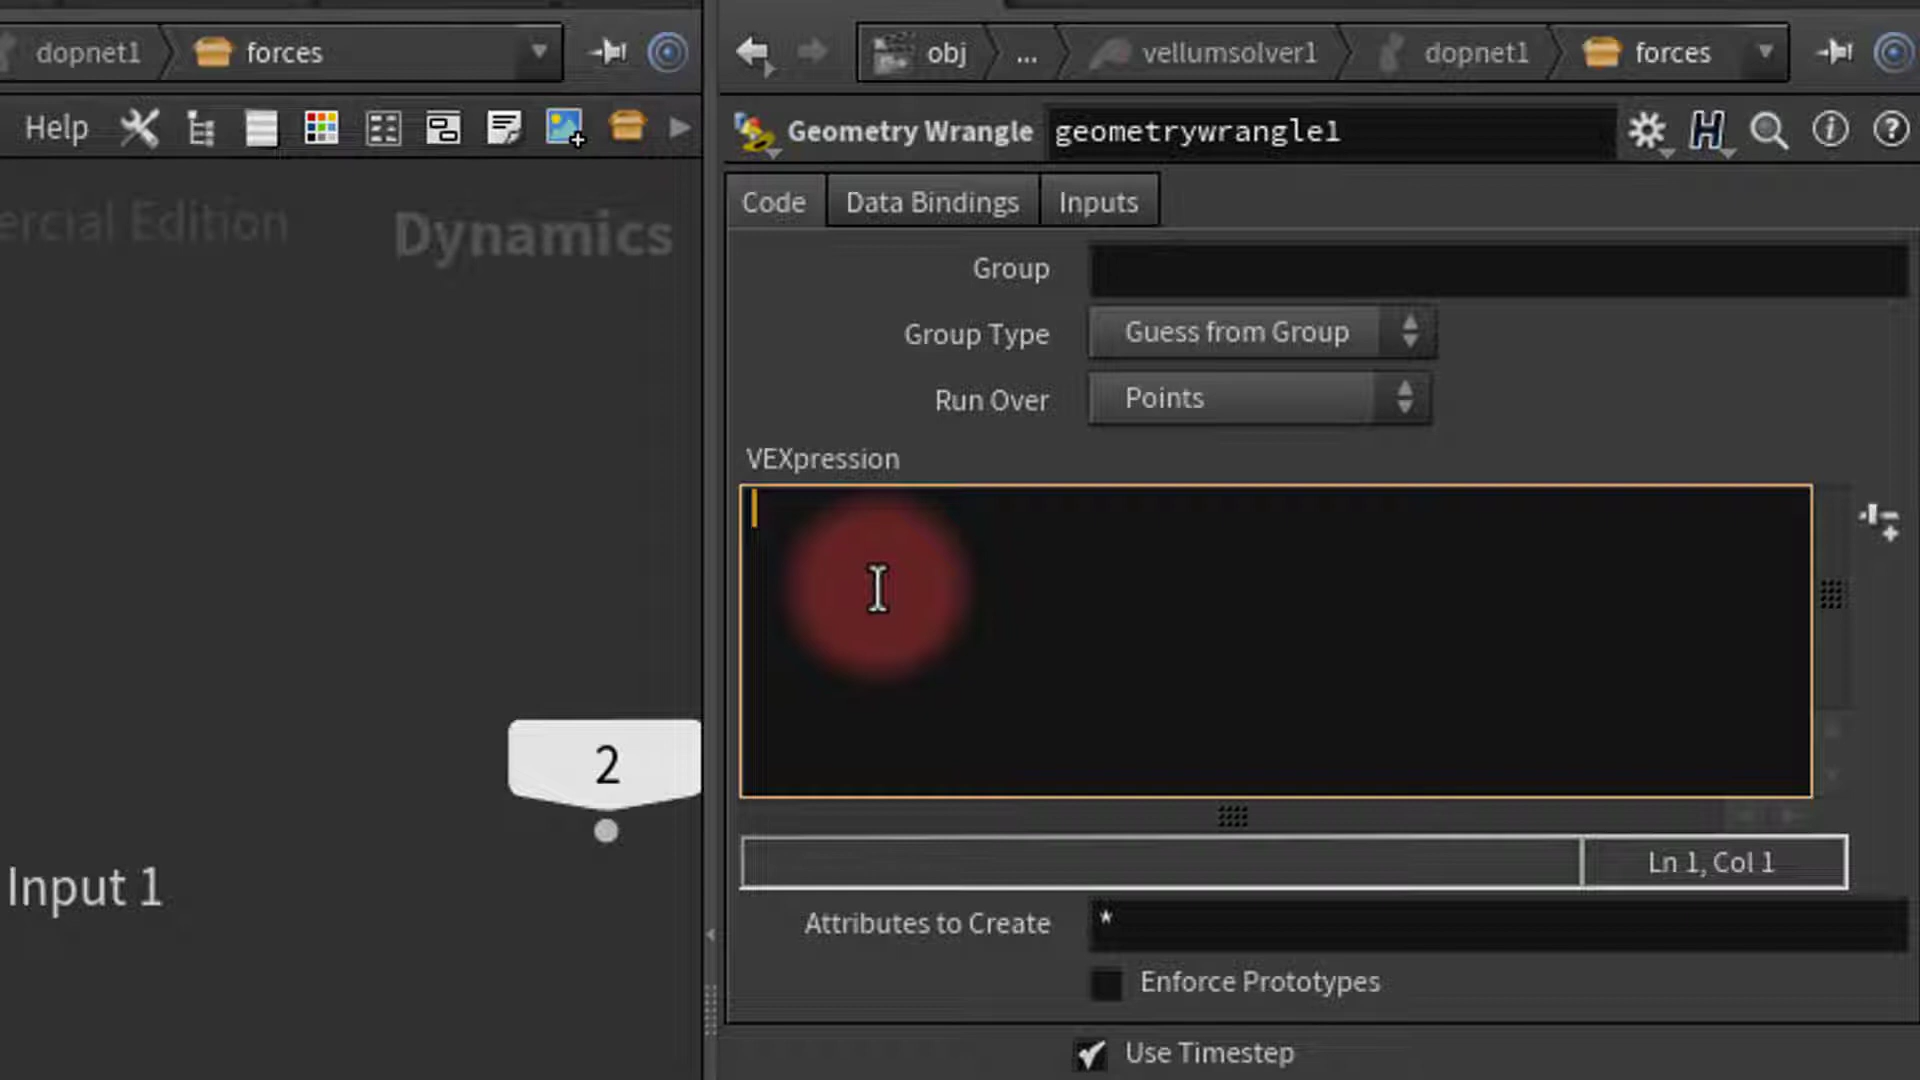 dopnet1 forces
obj ... vellumsolver1 dopnet1 forces
Help
Geometry Wrangle geometrywrangle1
Code Data Bindings Inputs
ercial Edition Dynamics
Group
Group Type Guess from Group
Run Over Points
VEXpression
2
Input 1
Ln 1, Col 1
Attributes to Create *
Enforce Prototypes
Use Timestep